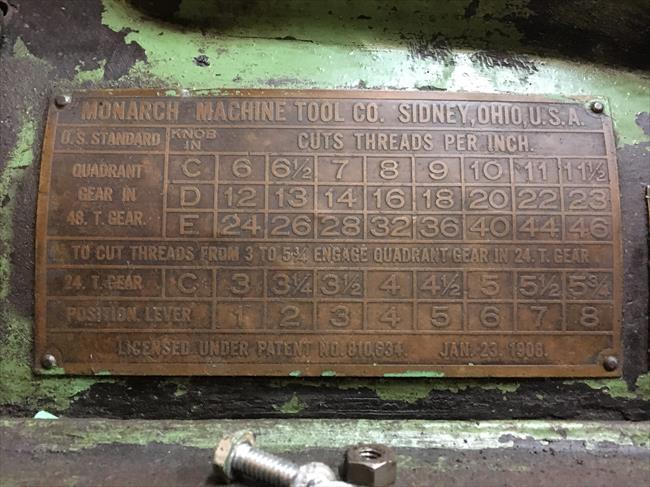 MONARCH MACHINE TOOL CO. SIDNEY, OHIO, U.S.A.
U.S. STANDARD KNOB IN CUTS THREADS PER INCH.
QUADRANT GEAR IN 48. T. GEAR.
C 6 6½ 7 8 9 10 11 11½
D 12 13 14 16 18 20 22 23
E 24 26 28 32 36 40 44 46
TO CUT THREADS FROM 3 TO 5¾ ENGAGE QUADRANT GEAR IN 24. T. GEAR
24. T. GEAR C 3 3¼ 3½ 4 4½ 5 5½ 5¾
POSITION LEVER 1 2 3 4 5 6 7 8
LICENSED UNDER PATENT NO. 810,634. JAN. 23. 1906.